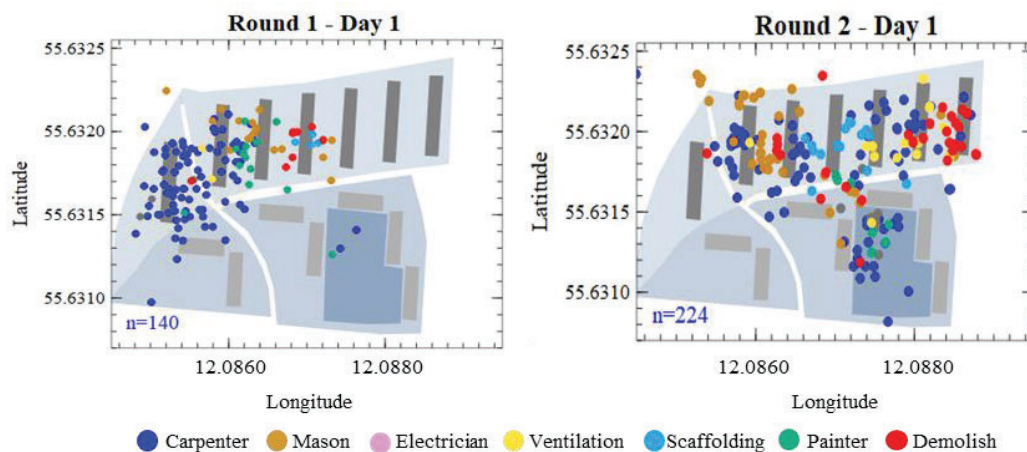 Round 1 - Day 1
Round 2 - Day 1
55.6325
55.6320
55.6315
55.6310
Latitude
n=140
12.0860
12.0880
Longitude
55.6325
55.6320
55.6315
55.6310
Latitude
n=224
12.0860
12.0880
Longitude
Carpenter Mason Electrician Ventilation Scaffolding Painter Demolish